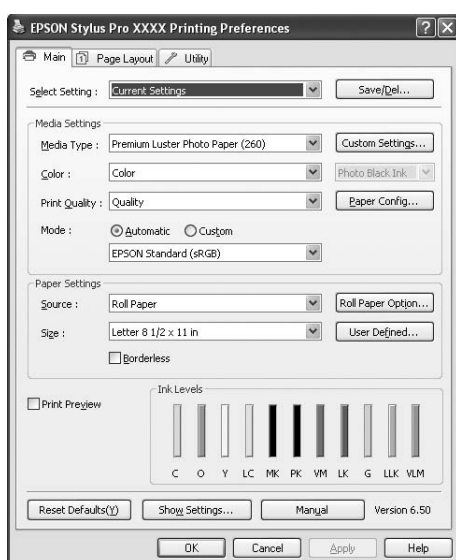 EPSON Stylus Pro XXXX Printing Preferences
Main Page Layout Utility
Select Setting : Current Settings Save/Del...
Media Settings
Media Type : Premium Luster Photo Paper (260) Custom Settings...
Color : Color Photo Black Ink
Print Quality : Quality Paper Config...
Mode : Automatic Custom
EPSON Standard (sRGB)
Paper Settings
Source : Roll Paper Roll Paper Option...
Size : Letter 8 1/2 x 11 in User Defined...
Borderless
Print Preview
Ink Levels
C O Y LC MK PK VM LK G LLK VLM
Reset Defaults(Y) Show Settings... Manual Version 6.50
OK Cancel Apply Help